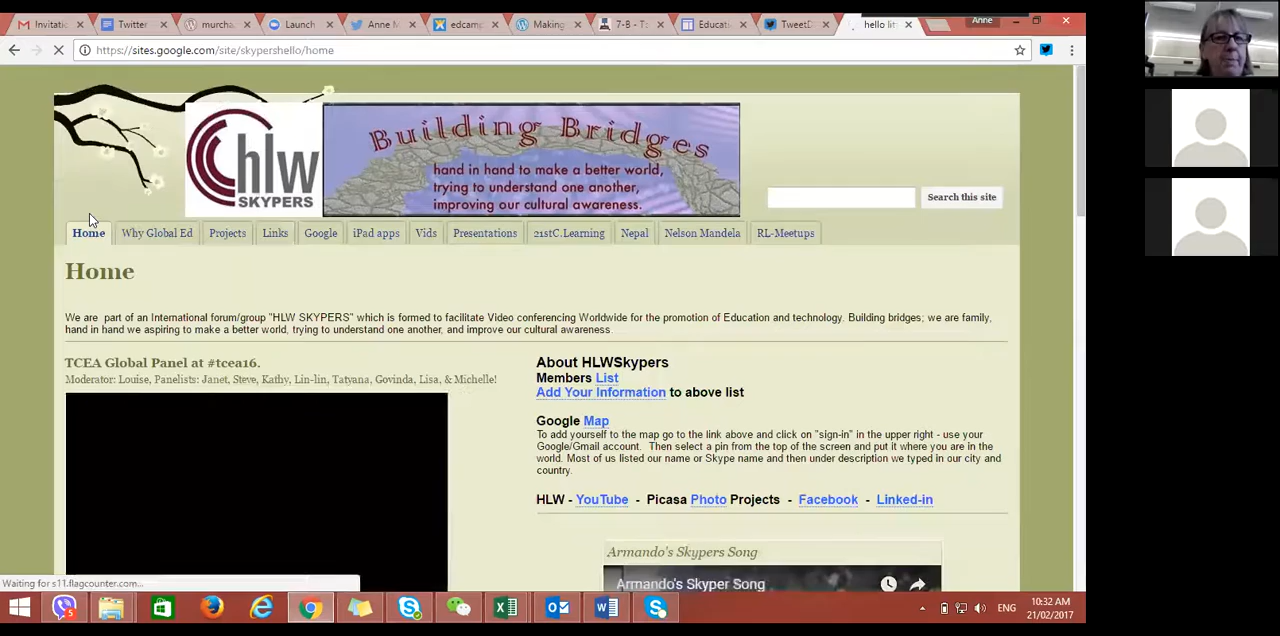 Invitatic
Twitter
murcha
Launch
Anne M
edcamp
Making
7-B - To
Educati
TweetD
hello lit
Anne
https://sites.google.com/site/skypershello/home
hlw
SKYPERS
Building Bridges
hand in hand to make a better world,
trying to understand one another,
improving our cultural awareness.
Search this site
Home
Why Global Ed
Projects
Links
Google
iPad apps
Vids
Presentations
21stC.Learning
Nepal
Nelson Mandela
RL-Meetups
Home
We are part of an International forum/group "HLW SKYPERS" which is formed to facilitate Video conferencing Worldwide for the promotion of Education and technology. Building bridges; we are family,
hand in hand we aspiring to make a better world, trying to understand one another, and improve our cultural awareness.
TCEA Global Panel at #tcea16.
Moderator: Louise, Panelists: Janet, Steve, Kathy, Lin-lin, Tatyana, Govinda, Lisa, & Michelle!
About HLWSkypers
Members List
Add Your Information to above list
Google Map
To add yourself to the map go to the link above and click on "sign-in" in the upper right - use your
Google/Gmail account. Then select a pin from the top of the screen and put it where you are in the
world. Most of us listed our name or Skype name and then under description we typed in our city and
country.
HLW - YouTube - Picasa Photo Projects - Facebook - Linked-in
Armando's Skypers Song
Armando's Skyper Song
Waiting for s11.flagcounter.com...
5
ENG
10:32 AM
21/02/2017